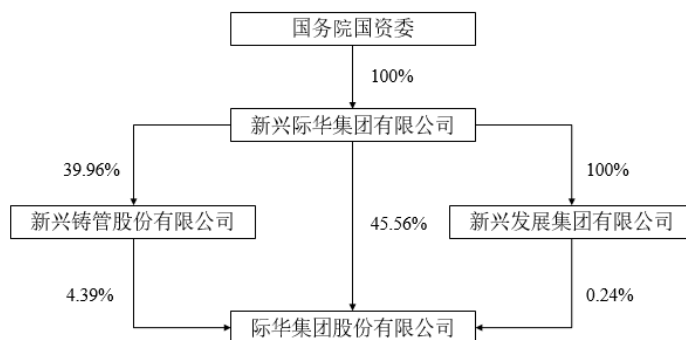 国务院国资委
100%
新兴际华集团有限公司
39.96%
100%
新兴铸管股份有限公司
45.56%
新兴发展集团有限公司
4.39%
0.24%
际华集团股份有限公司